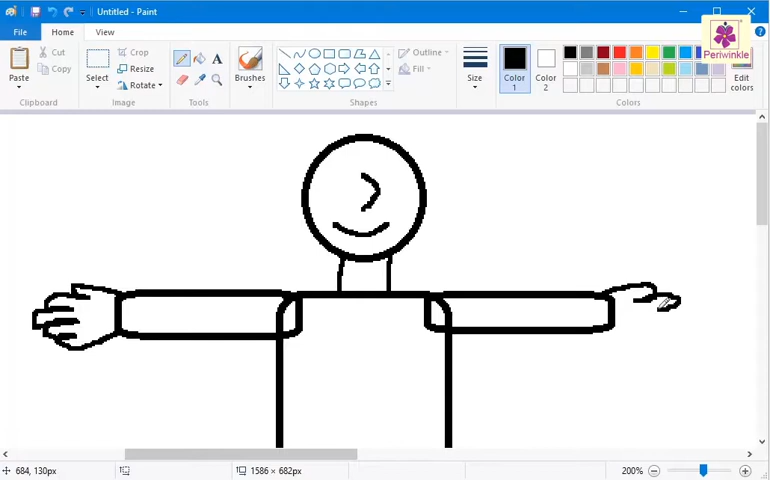 Untitled - Paint
File Home View
Periwinkle
Paste
Cut
Copy
Clipboard
Select
Crop
Resize
Rotate
Image
Tools
Brushes
Outline
Fill
Shapes
Size
Color
1
Color
2
Edit
colors
Colors
684, 130px
1586 × 682px
200%